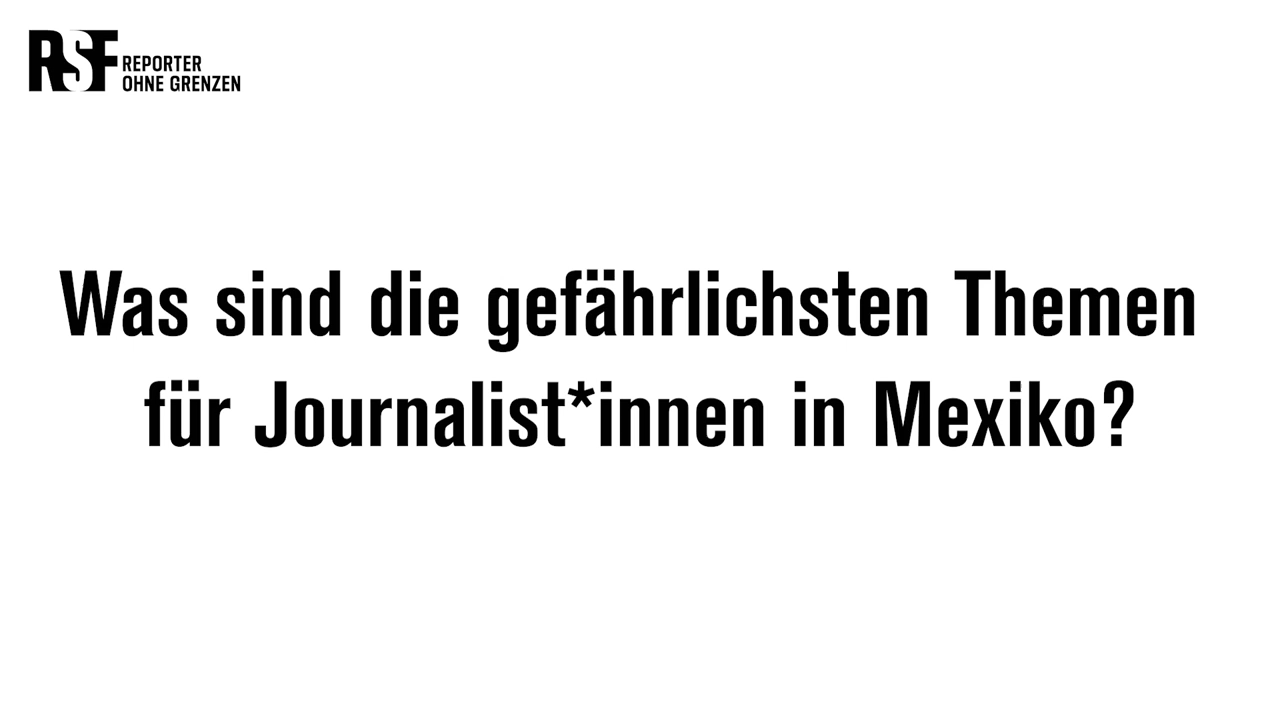 RSF
REPORTER
OHNE GRENZEN
Was sind die gefährlichsten Themen
für Journalist*innen in Mexiko?